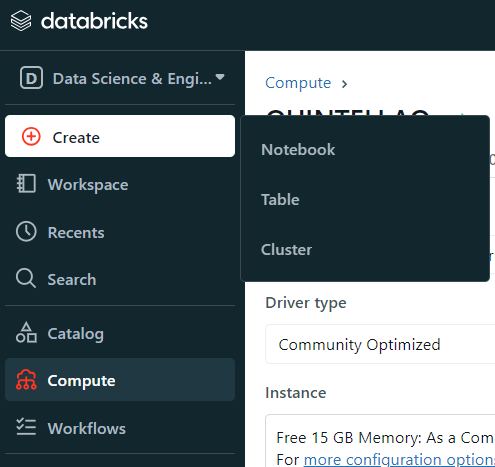 databricks
D Data Science & Engi...
Create
Workspace
Recents
Search
Catalog
Compute
Workflows
Notebook
Table
Cluster
Compute >
Driver type
Community Optimized
Instance
Free 15 GB Memory: As a Com
For more configuration option